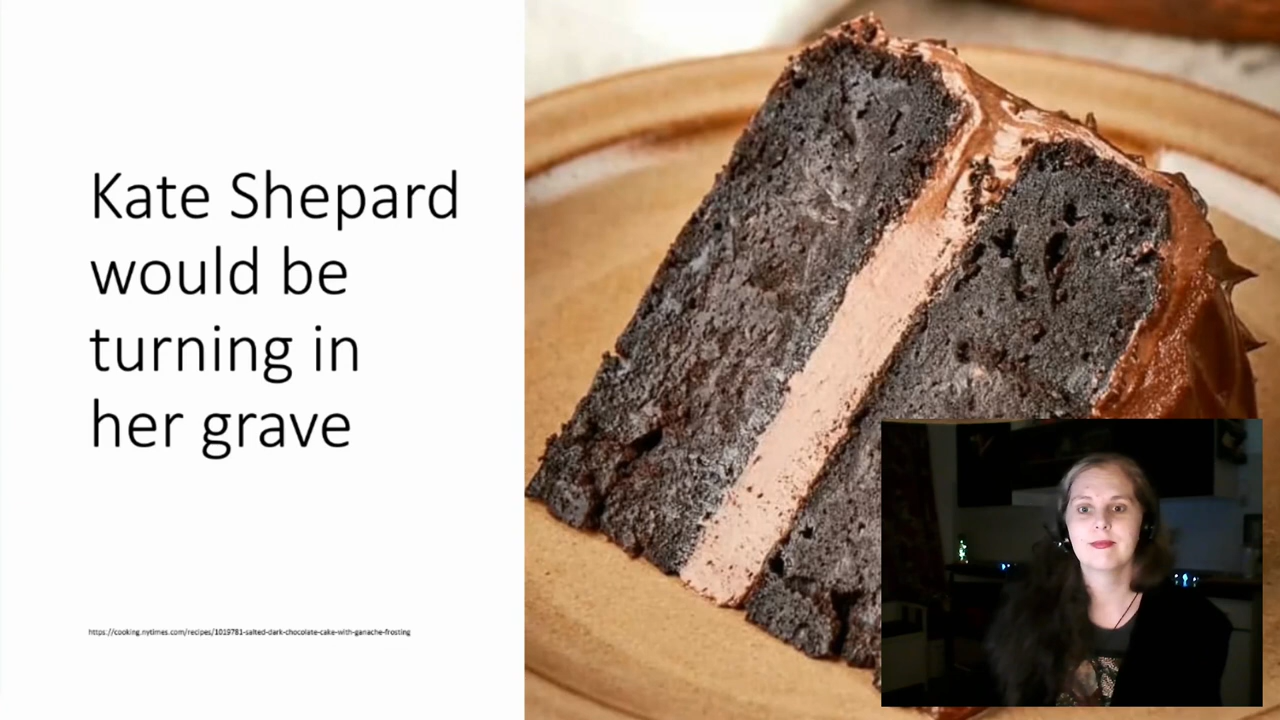 Kate Shepard
would be
turning in
her grave
https://cooking.nytimes.com/recipes/1019781-salted-dark-chocolate-cake-with-ganache-frosting